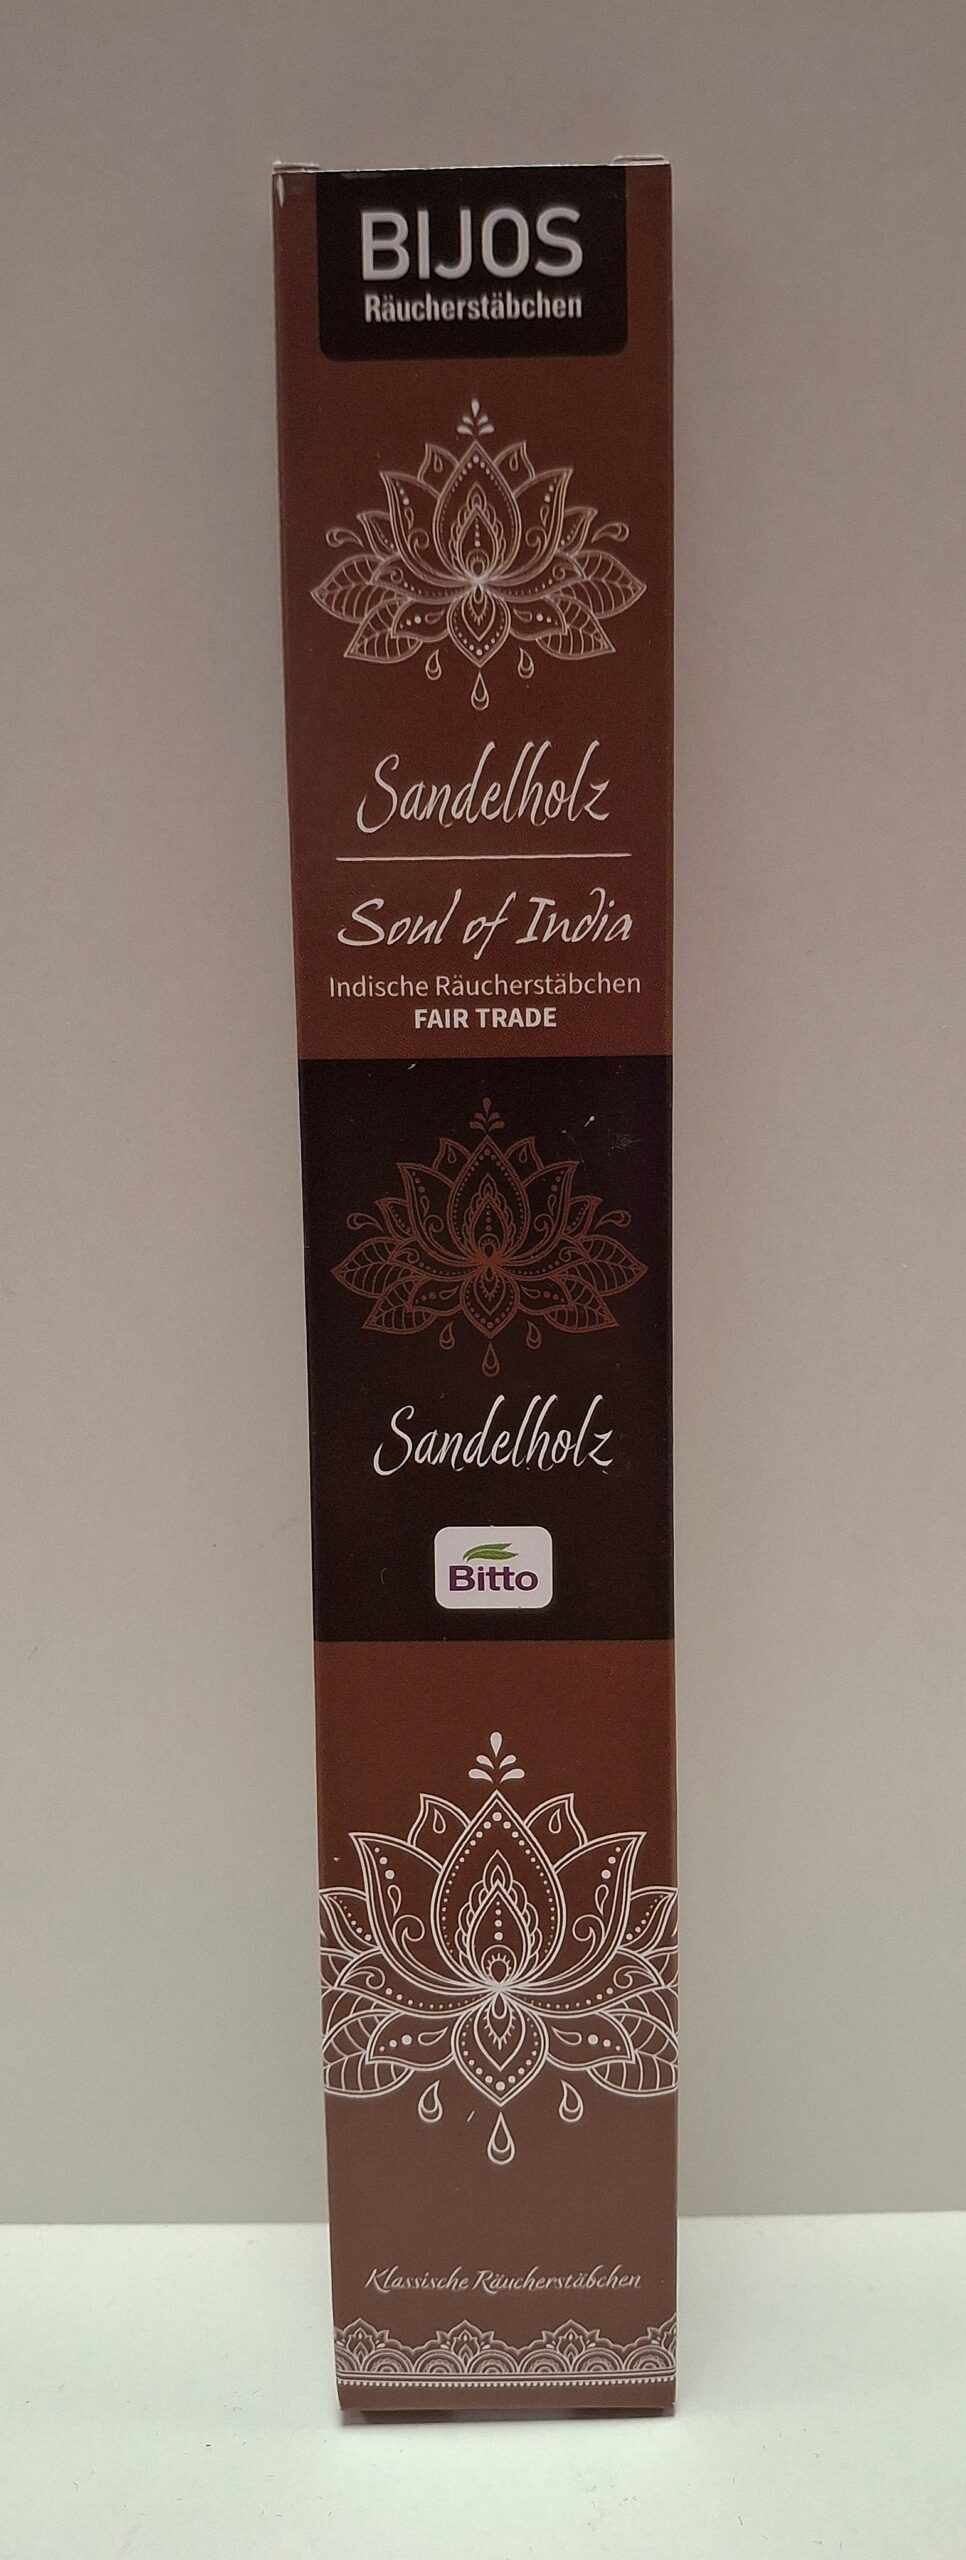 BIJOS
Räucherstäbchen
Sandelholz
Soul of India
Indische Räucherstäbchen
FAIR TRADE
Sandelholz
Bitto
Klassische Räucherstäbchen